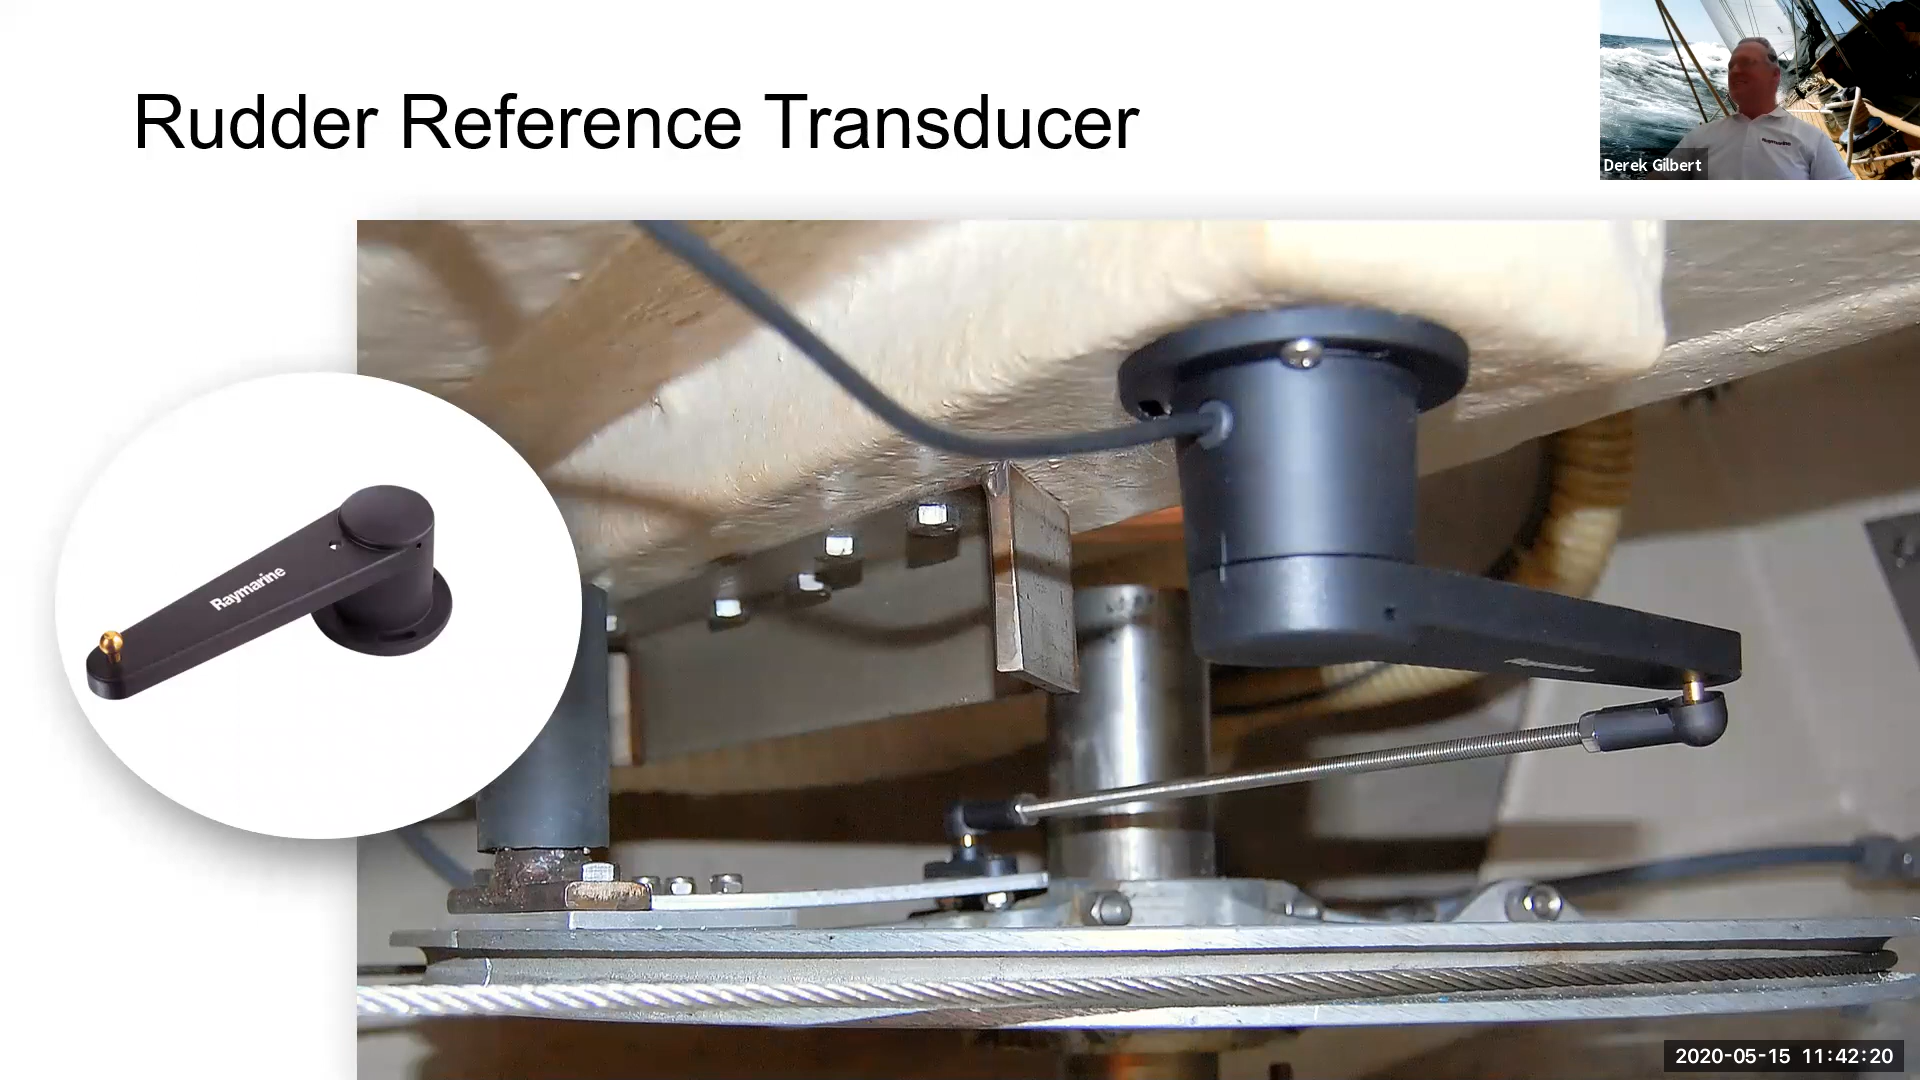 Rudder Reference Transducer
Derek Gilbert
Raymarine
2020-05-15 11:42:20